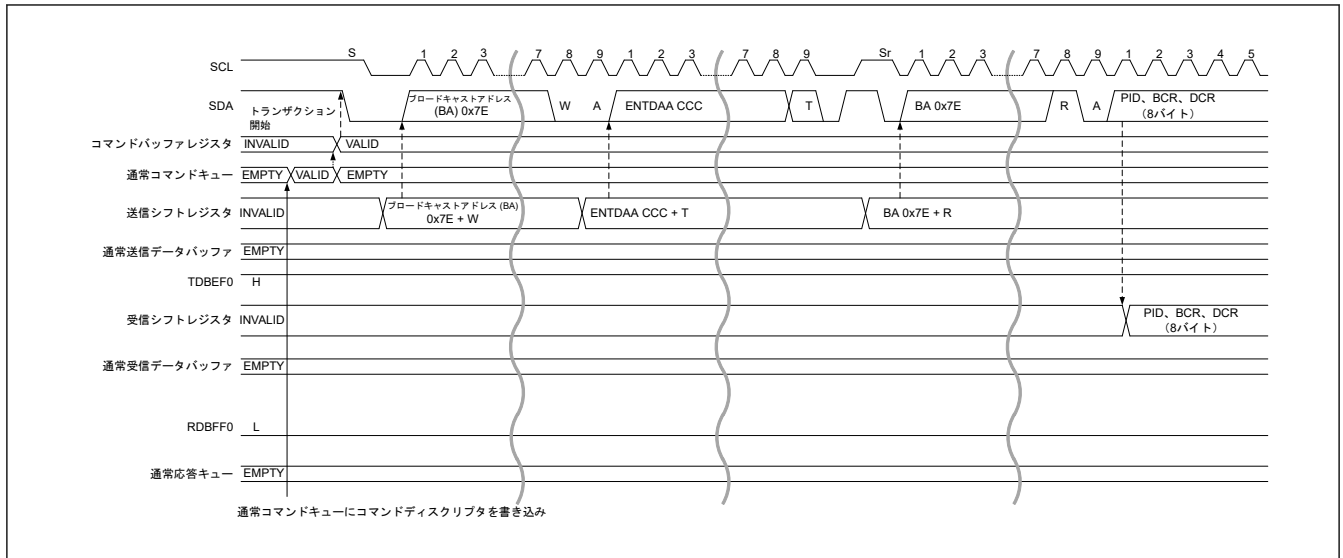 S 1 2 3 7 8 9 1 2 3 7 8 9 Sr 1 2 3 7 8 9 1 2 3 4 5
SCL
SDA トランザクション開始 ブロードキャストアドレス (BA) 0x7E W A ENTDAA CCC T BA 0x7E R A PID、BCR、DCR (8バイト)
コマンドバッファレジスタ INVALID VALID
通常コマンドキュー EMPTY VALID EMPTY
送信シフトレジスタ INVALID ブロードキャストアドレス (BA) 0x7E + W ENTDAA CCC + T BA 0x7E + R
通常送信データバッファ EMPTY
TDBEF0 H
受信シフトレジスタ INVALID PID、BCR、DCR (8バイト)
通常受信データバッファ EMPTY
RDBFF0 L
通常応答キュー EMPTY
通常コマンドキューにコマンドディスクリプタを書き込み